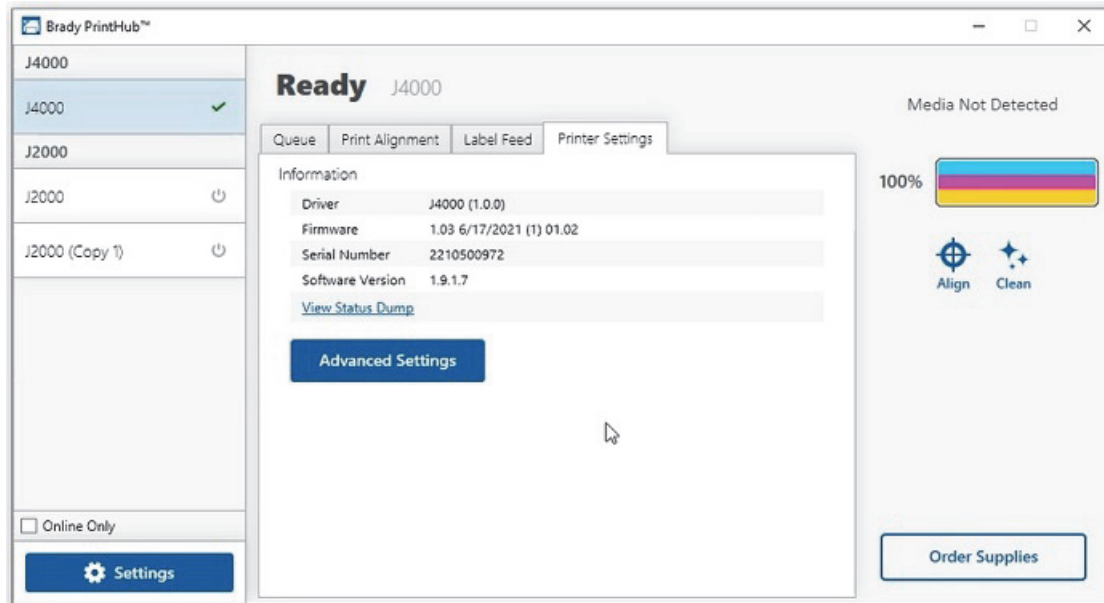 Brady PrintHub™
J4000
J4000
J2000
J2000
J2000 (Copy 1)
Online Only
Settings
Ready J4000
Queue Print Alignment Label Feed Printer Settings
Information
Driver J4000 (1.0.0)
Firmware 1.03 6/17/2021 (1) 01.02
Serial Number 2210500972
Software Version 1.9.1.7
View Status Dump
Advanced Settings
Media Not Detected
100%
Align Clean
Order Supplies